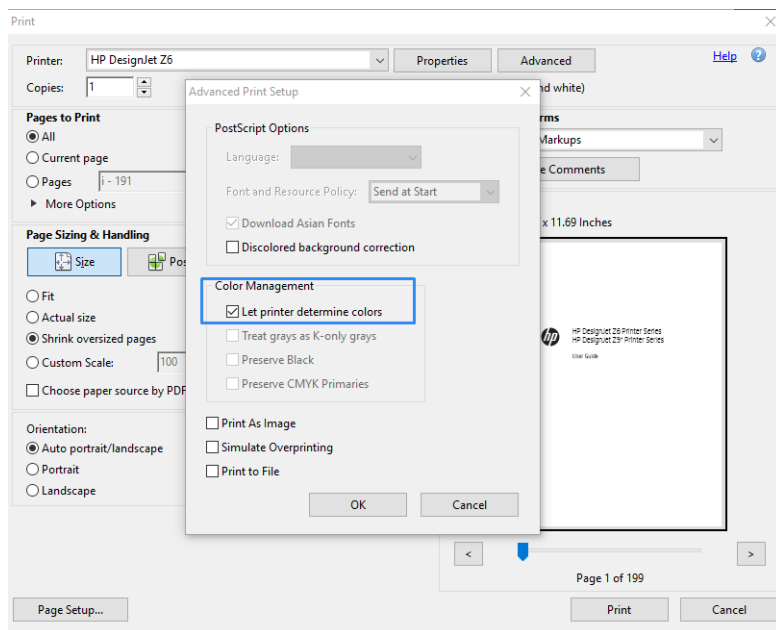 Print
Printer: HP DesignJet Z6 Properties Advanced Help
Copies: 1 nd white)
Advanced Print Setup
Pages to Print
All
Current page
Pages i - 191
More Options
Page Sizing & Handling
Size Pos
Fit
Actual size
Shrink oversized pages
Custom Scale: 100
Choose paper source by PDF
Orientation:
Auto portrait/landscape
Portrait
Landscape
PostScript Options
Language:
Font and Resource Policy: Send at Start
Download Asian Fonts
Discolored background correction
Color Management
Let printer determine colors
Treat grays as K-only grays
Preserve Black
Preserve CMYK Primaries
Print As Image
Simulate Overprinting
Print to File
OK Cancel
rms
Markups
e Comments
x 11.69 Inches
hp
HP DesignJet Z6 Printer Series
HP DesignJet Z9+ Printer Series
User Guide
< >
Page 1 of 199
Page Setup... Print Cancel